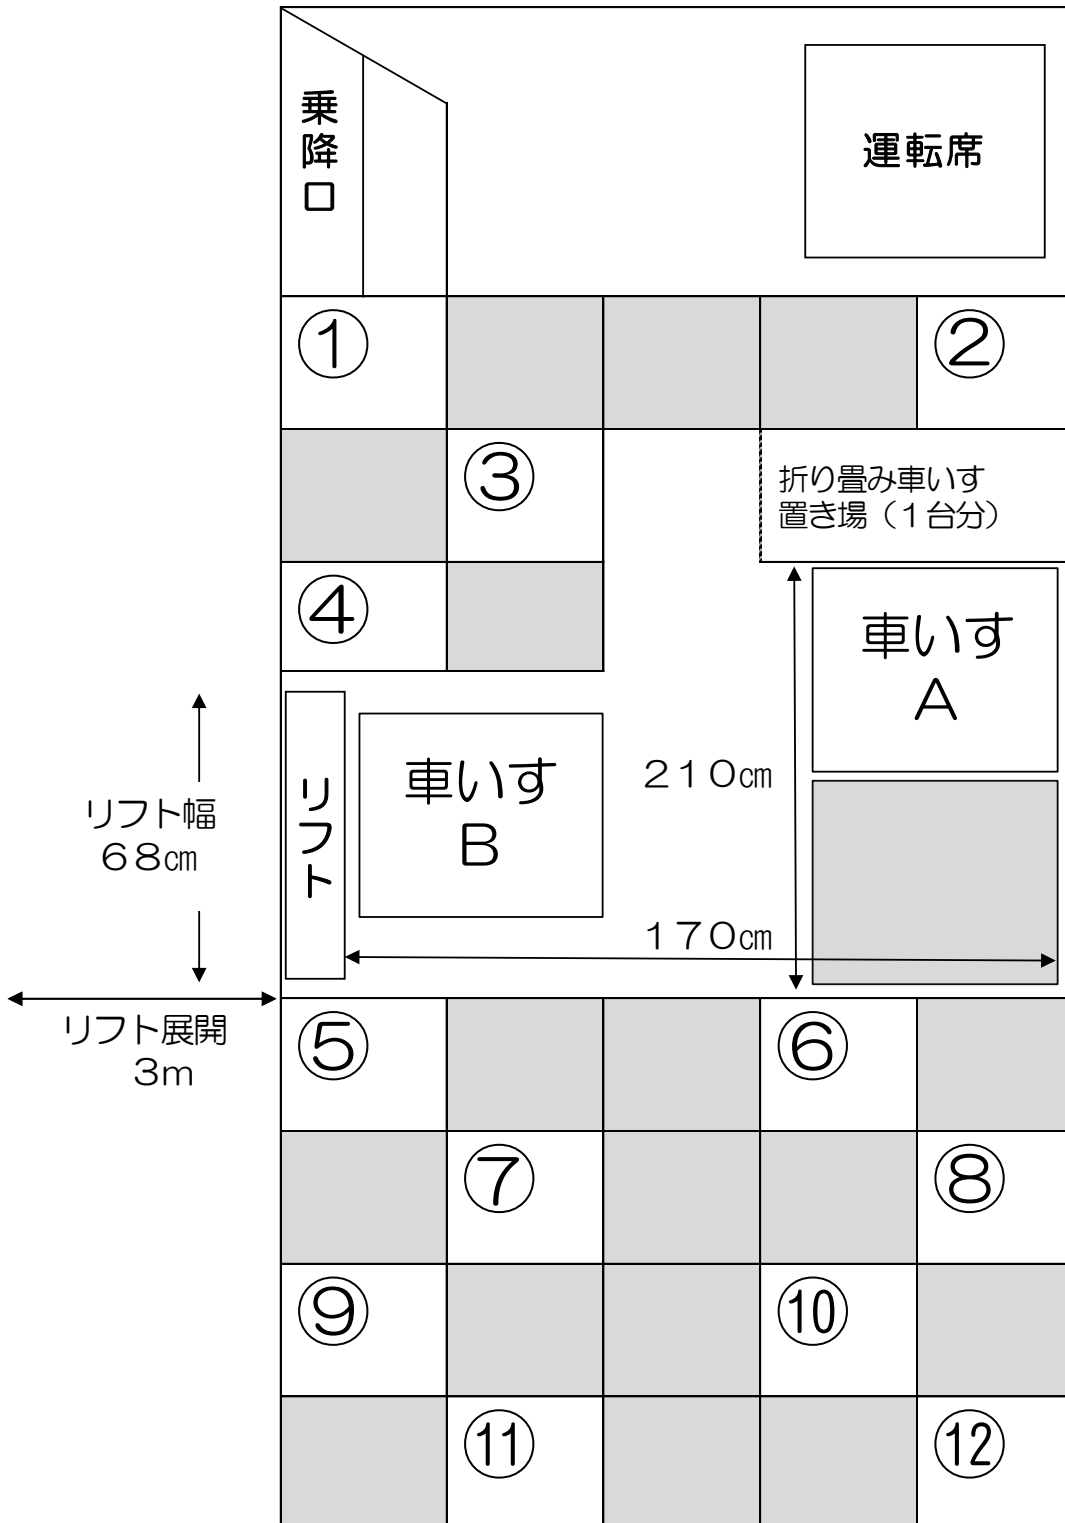 乗降口
運転席
①
②
③
折り畳み車いす
置き場（１台分）
④
車いす
A
リフト
車いす
B
２１０㎝
リフト幅
６８㎝
１７０㎝
リフト展開
３ｍ
⑤
⑥
⑦
⑧
⑨
⑩
⑪
⑫